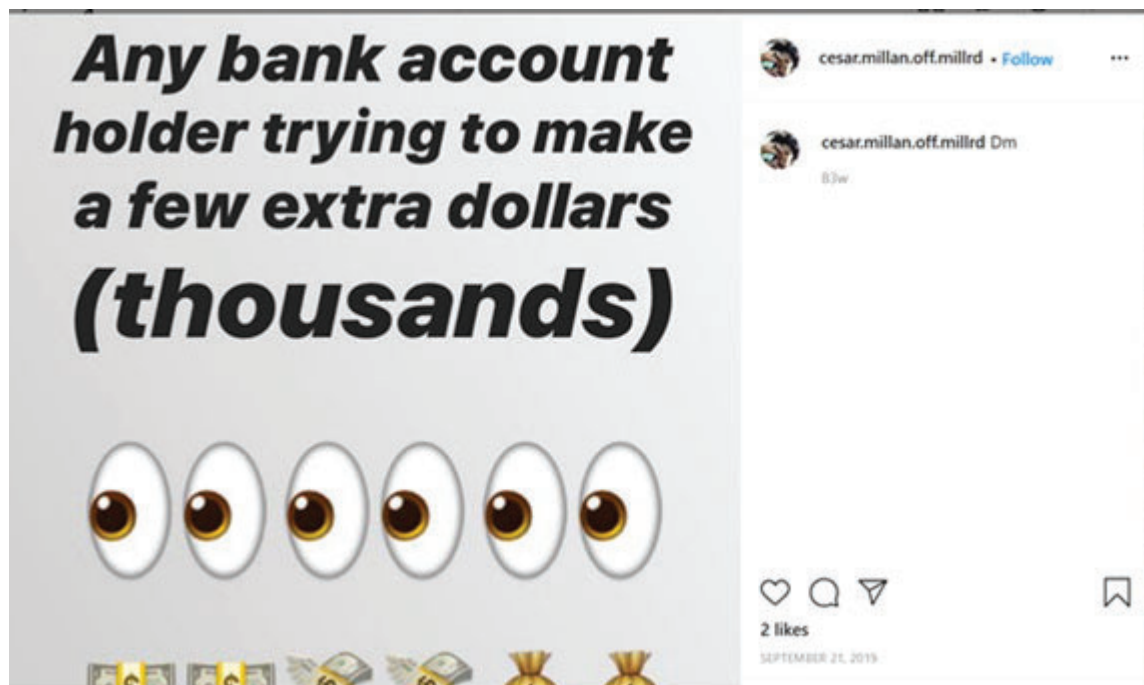 Any bank account
holder trying to make
a few extra dollars
(thousands)
cesar.millan.off.millrd • Follow
cesar.millan.off.millrd Dm
83w
2 likes
SEPTEMBER 21, 2019